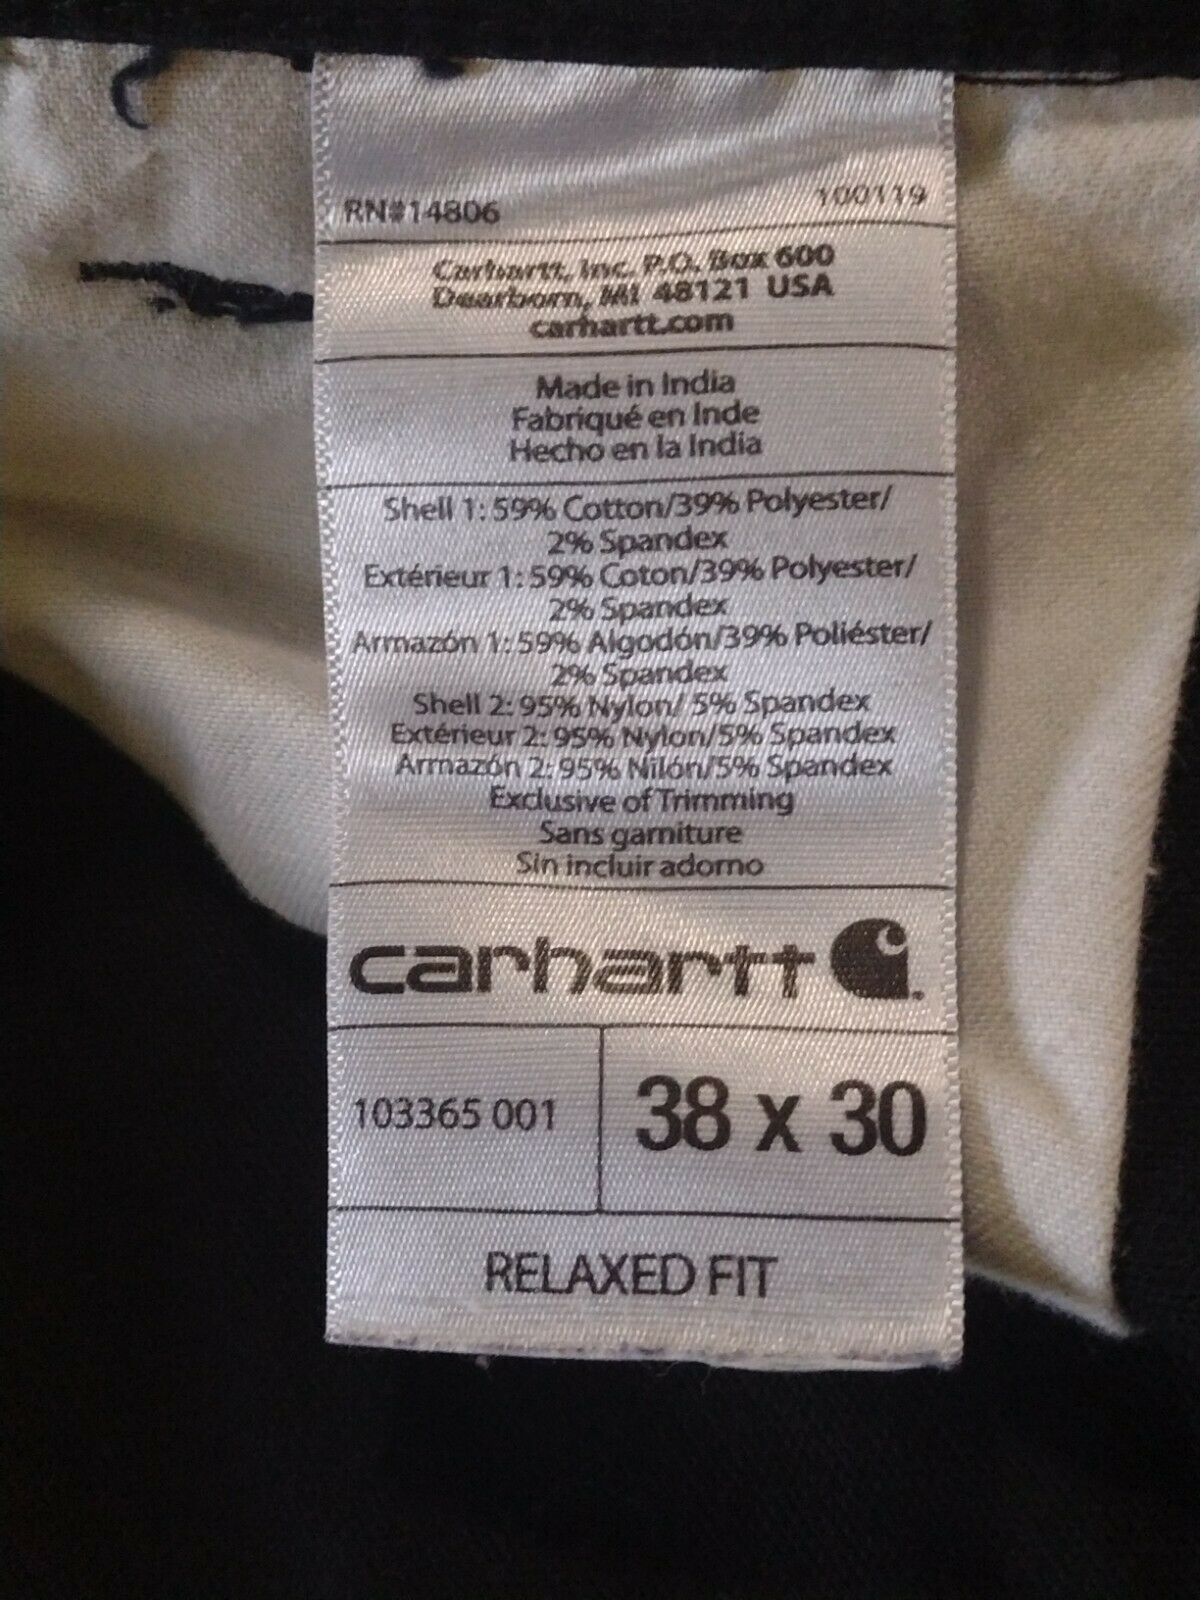 RN#14806 100119
Carhartt, Inc. P.O. Box 600
Dearborn, MI 48121 USA
carhartt.com
Made in India
Fabriqué en Inde
Hecho en la India
Shell 1: 59% Cotton/39% Polyester/
2% Spandex
Extérieur 1: 59% Coton/39% Polyester/
2% Spandex
Armazón 1: 59% Algodón/39% Poliéster/
2% Spandex
Shell 2: 95% Nylon/ 5% Spandex
Extérieur 2: 95% Nylon/5% Spandex
Armazón 2: 95% Nilón/5% Spandex
Exclusive of Trimming
Sans garniture
Sin incluir adorno
carhartt
103365 001
38 x 30
RELAXED FIT